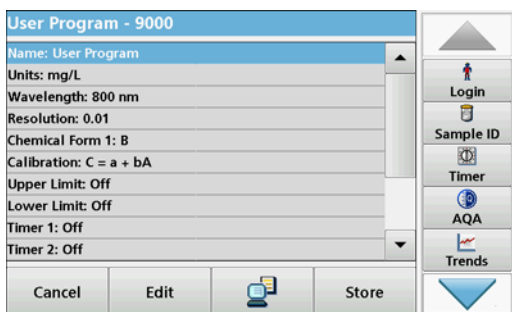 User Program - 9000
Name: User Program
Units: mg/L
Wavelength: 800 nm
Resolution: 0.01
Chemical Form 1: B
Calibration: C = a + bA
Upper Limit: Off
Lower Limit: Off
Timer 1: Off
Timer 2: Off
Cancel
Edit
Store
Login
Sample ID
Timer
AQA
Trends